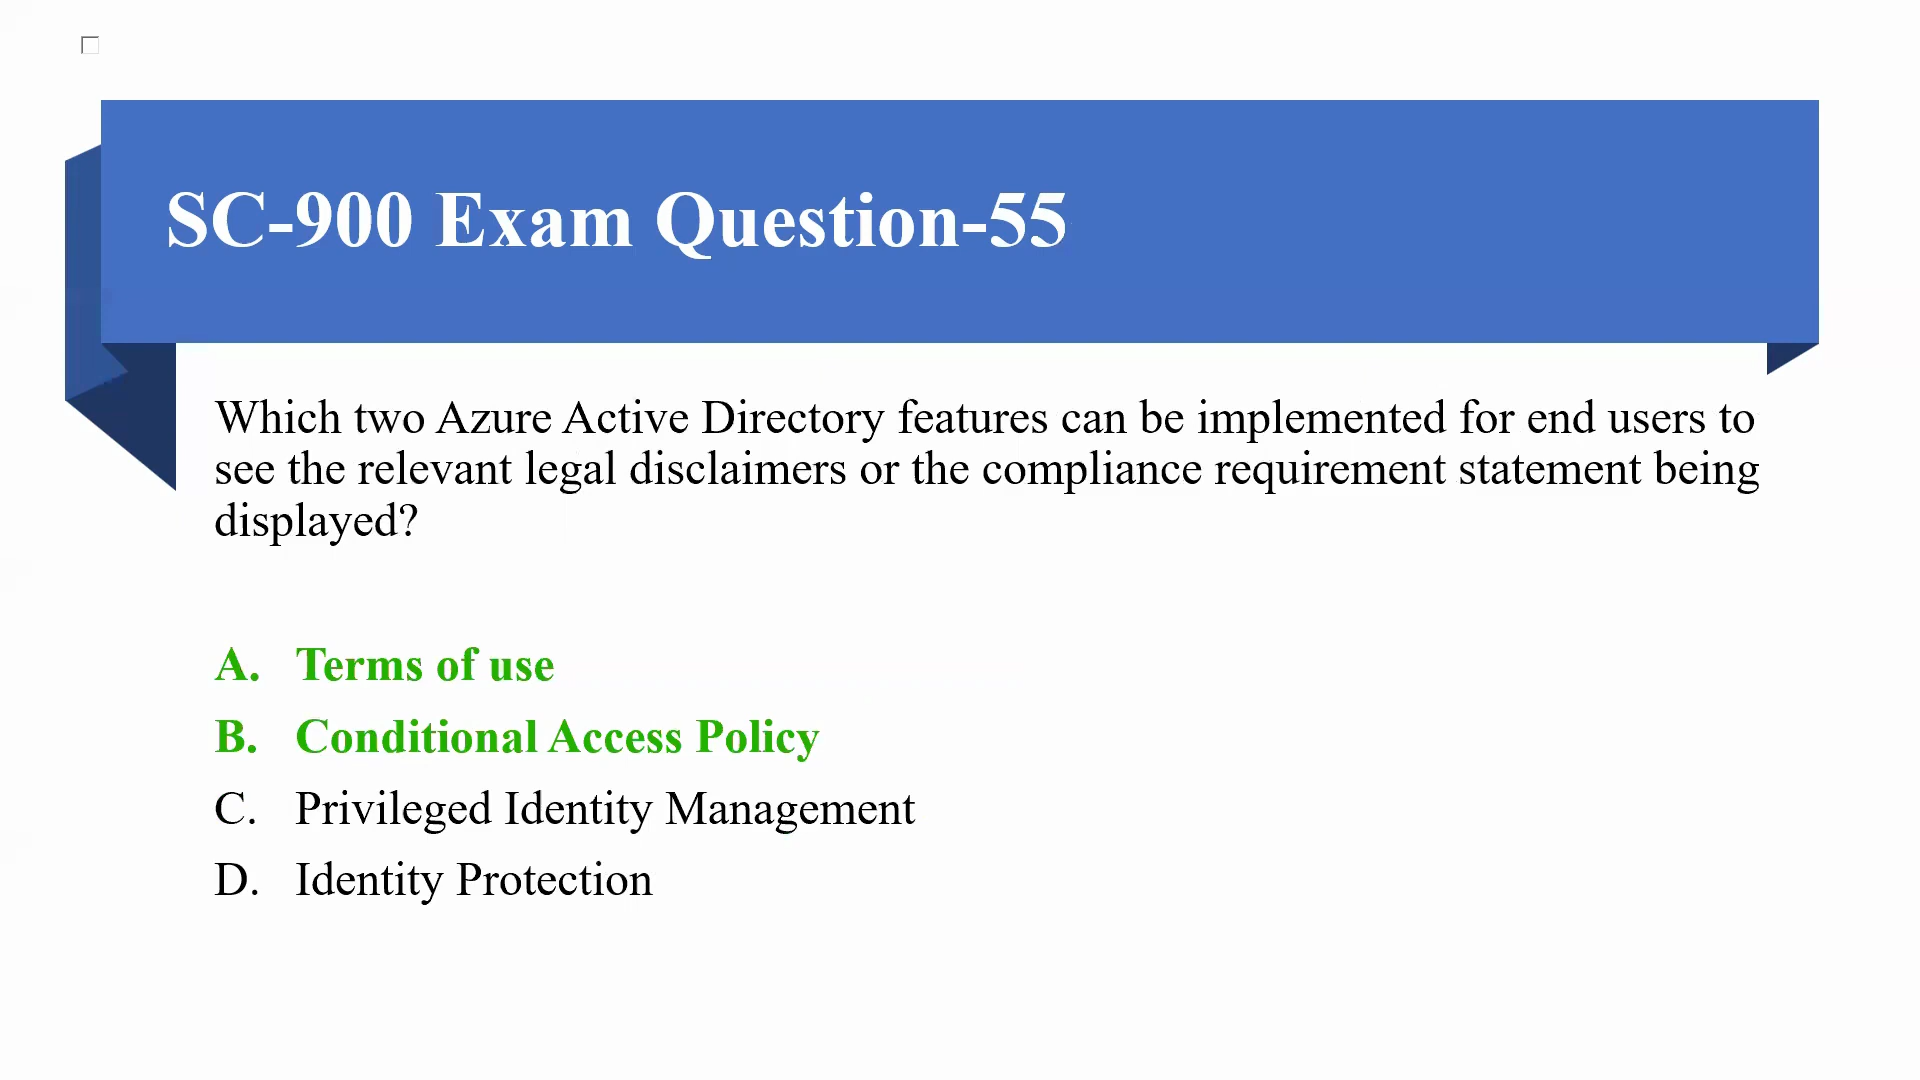 SC-900 Exam Question-55
Which two Azure Active Directory features can be implemented for end users to
see the relevant legal disclaimers or the compliance requirement statement being
displayed?
A. Terms of use
B. Conditional Access Policy
C. Privileged Identity Management
D. Identity Protection